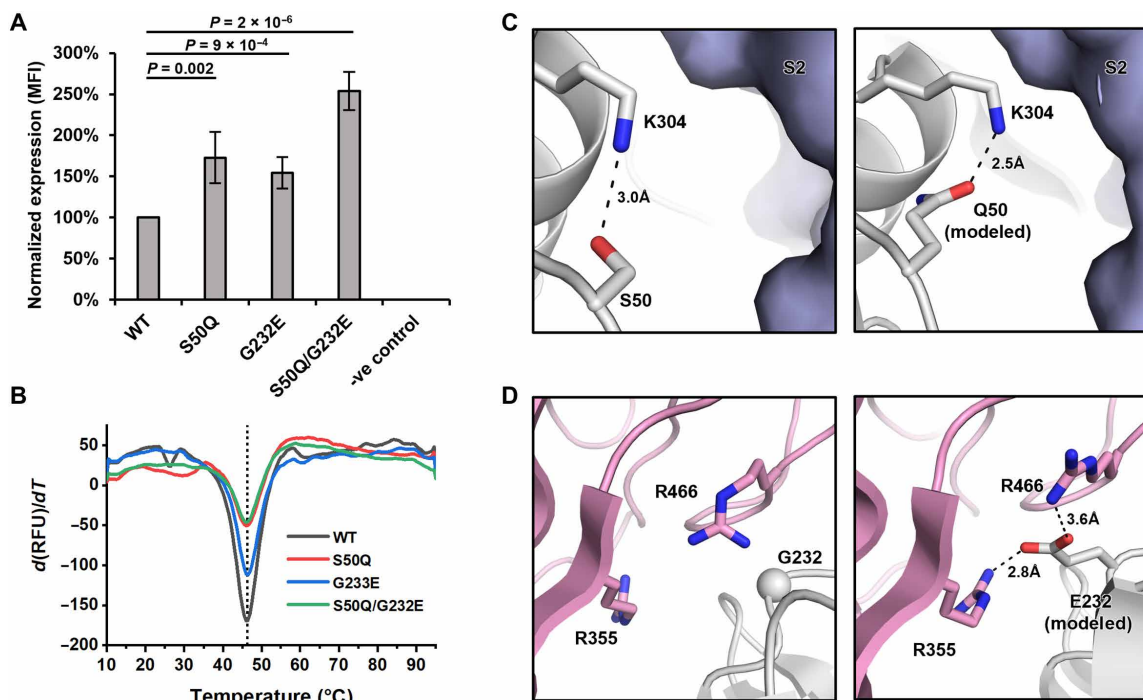 A
P = 2 × 10⁻⁶
P = 9 × 10⁻⁴
P = 0.002
Normalized expression (MFI)
300%
250%
200%
150%
100%
50%
0%
WT
S50Q
G232E
S50Q/G232E
-ve control
B
d(RFU)/dT
50
0
−50
−100
−150
−200
WT
S50Q
G233E
S50Q/G232E
10 20 30 40 50 60 70 80 90
Temperature (°C)
C
S2
K304
3.0Å
S50
S2
K304
2.5Å
Q50
(modeled)
D
R466
G232
R355
R466
3.6Å
2.8Å
E232
(modeled)
R355